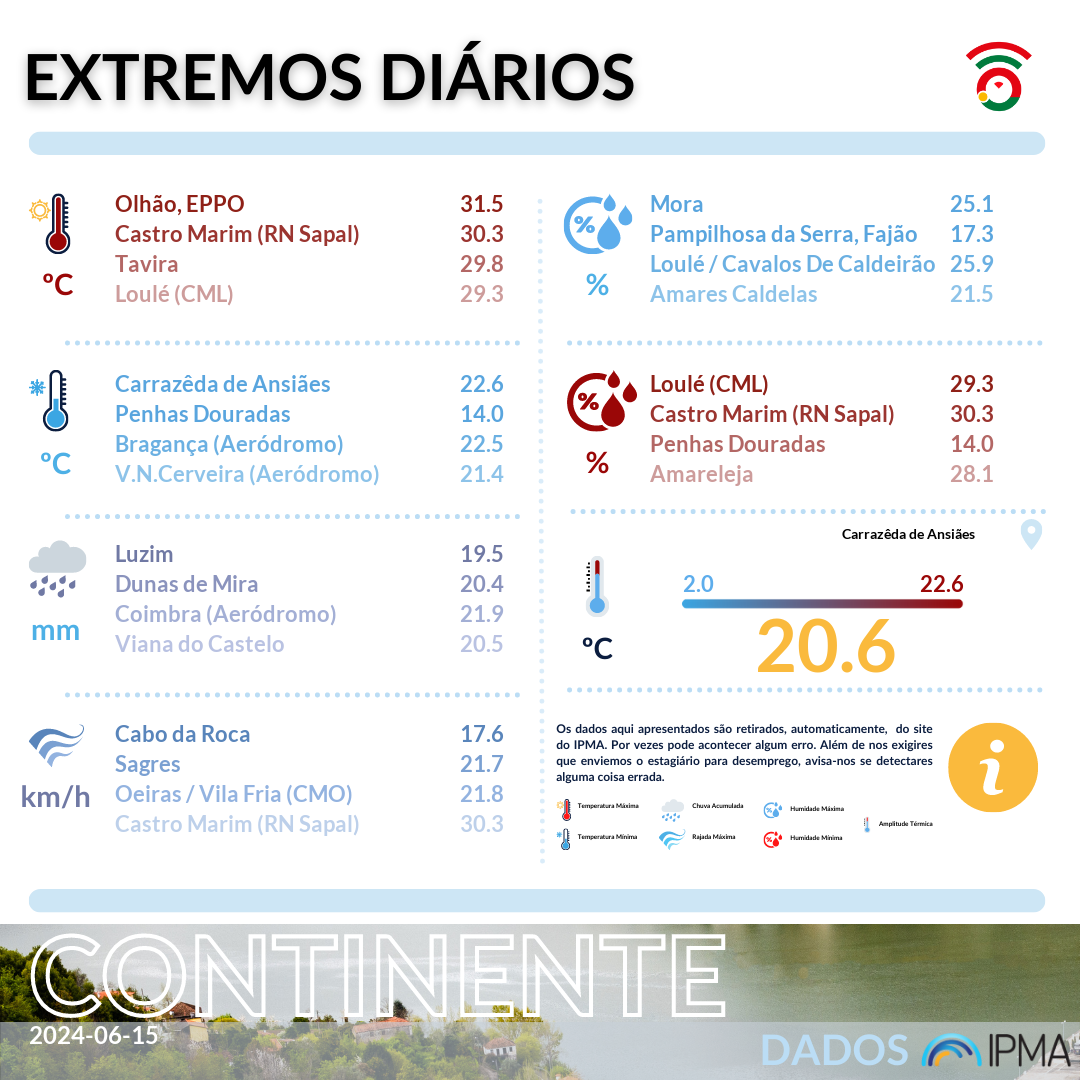 EXTREMOS DIÁRIOS
Olhão, EPPO 31.5
Castro Marim (RN Sapal) 30.3
Tavira 29.8
Loulé (CML) 29.3
ºC
Carrazêda de Ansiães 22.6
Penhas Douradas 14.0
Bragança (Aeródromo) 22.5
V.N.Cerveira (Aeródromo) 21.4
ºC
Luzim 19.5
Dunas de Mira 20.4
Coimbra (Aeródromo) 21.9
Viana do Castelo 20.5
mm
Cabo da Roca 17.6
Sagres 21.7
Oeiras / Vila Fria (CMO) 21.8
Castro Marim (RN Sapal) 30.3
km/h
%
Mora 25.1
Pampilhosa da Serra, Fajão 17.3
Loulé / Cavalos De Caldeirão 25.9
Amares Caldelas 21.5
%
%
Loulé (CML) 29.3
Castro Marim (RN Sapal) 30.3
Penhas Douradas 14.0
Amareleja 28.1
%
Carrazêda de Ansiães
2.0 22.6
20.6
ºC
Os dados aqui apresentados são retirados, automaticamente, do site
do IPMA. Por vezes pode acontecer algum erro. Além de nos exigires
que enviemos o estagiário para desemprego, avisa-nos se detectares
alguma coisa errada.
i
Temperatura Máxima
Chuva Acumulada
Humidade Máxima
Amplitude Térmica
Temperatura Mínima
Rajada Máxima
Humidade Mínima
CONTINENTE
2024-06-15
DADOS IPMA